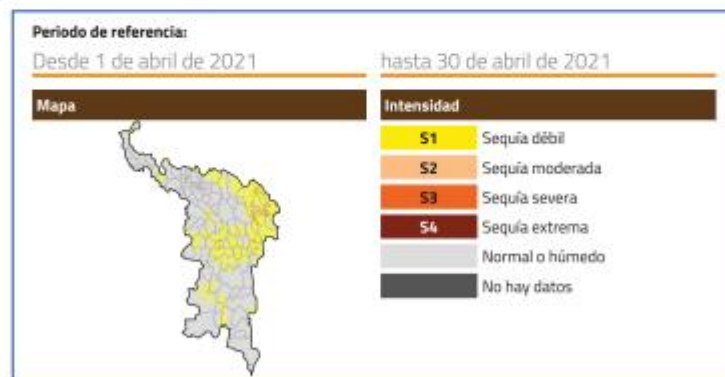 Periodo de referencia:
Desde 1 de abril de 2021
hasta 30 de abril de 2021
Mapa
Intensidad
S1 Sequía débil
S2 Sequía moderada
S3 Sequía severa
S4 Sequía extrema
Normal o húmedo
No hay datos